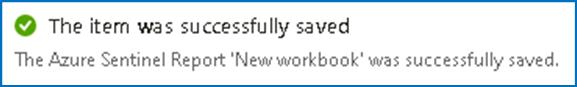 The item was successfully saved
The Azure Sentinel Report 'New workbook' was successfully saved.